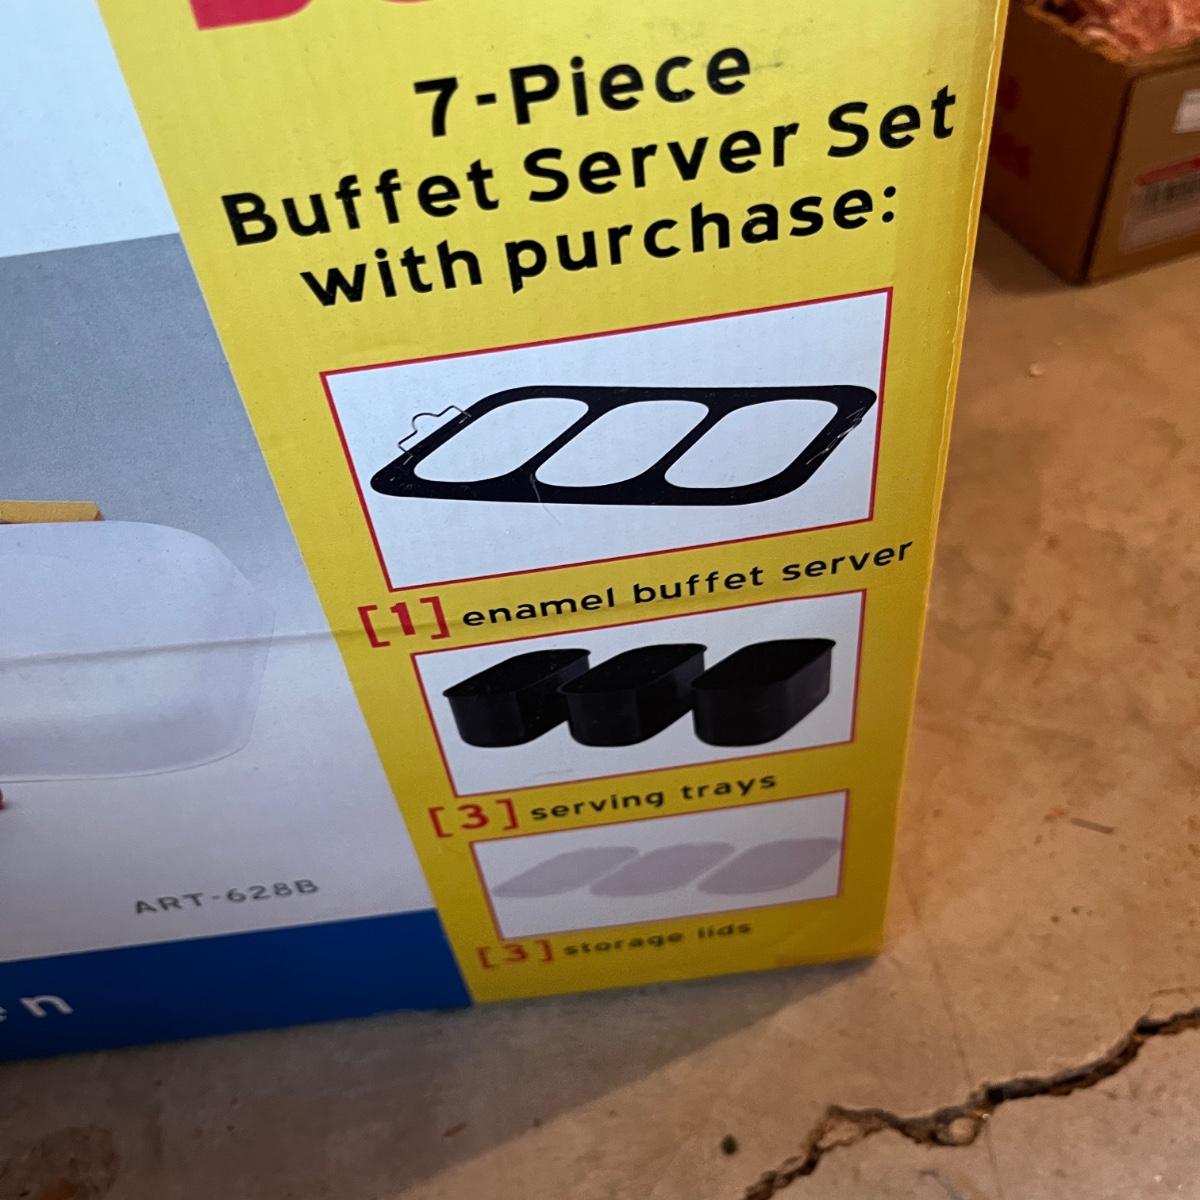 7-Piece
Buffet Server Set
with purchase:
[1] enamel buffet server
[3] serving trays
[3] storage lids
ART-628B